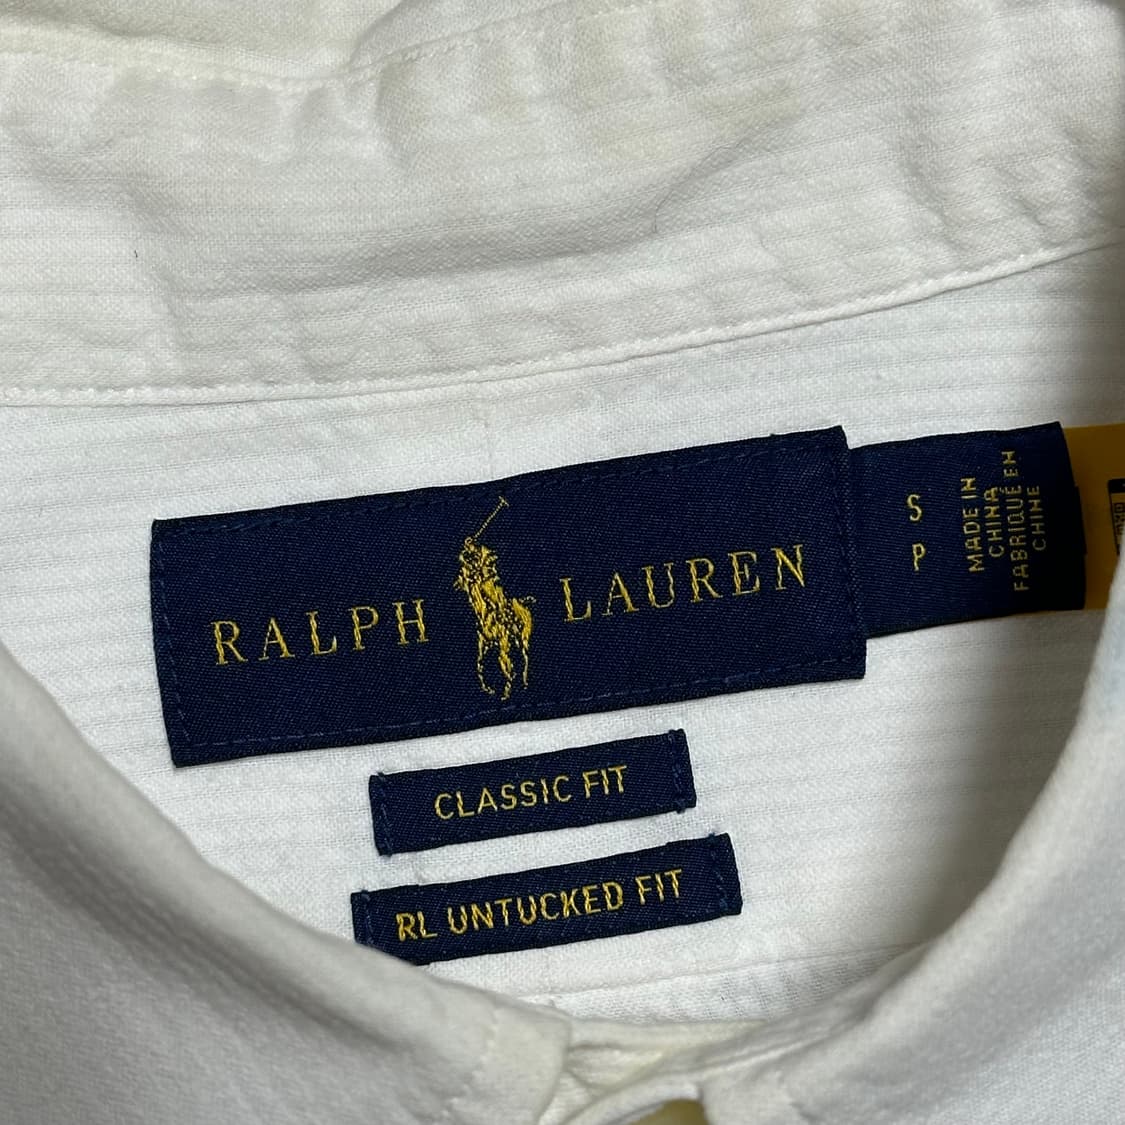 RALPH LAUREN
S
P
MADE IN
CHINA
FABRIQUÉ EN
CHINE
CLASSIC FIT
RL UNTUCKED FIT